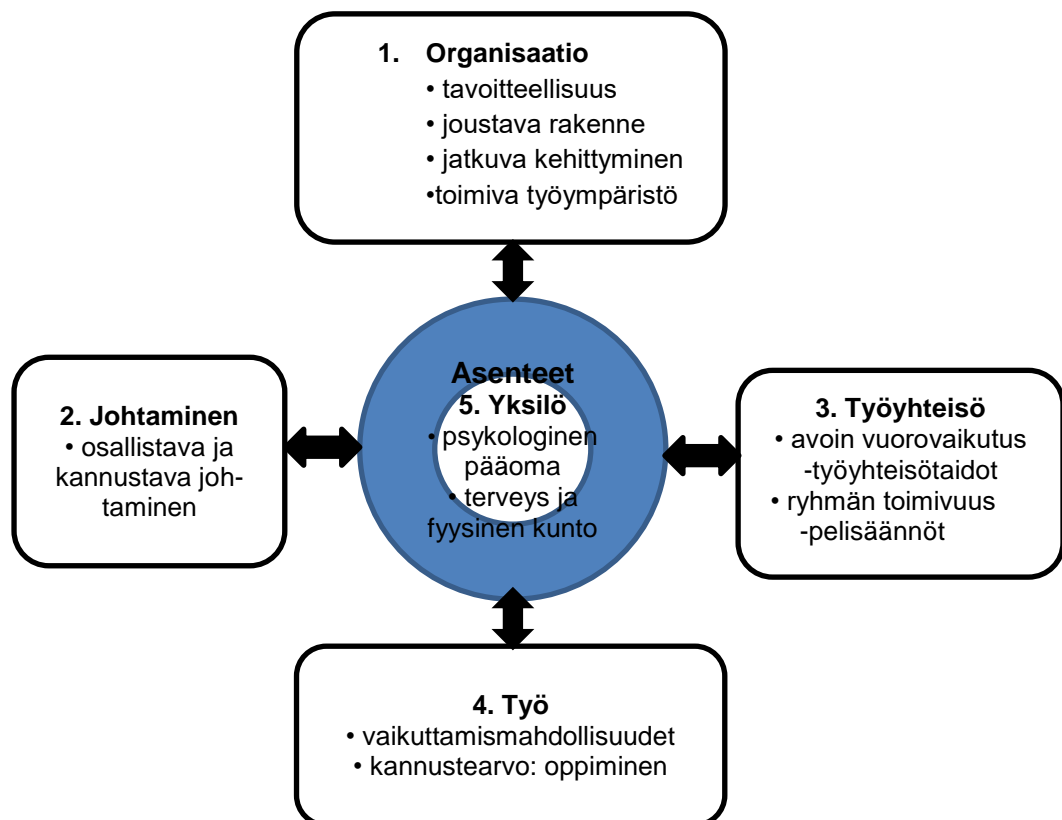 1. Organisaatio
• tavoitteellisuus
• joustava rakenne
• jatkuva kehittyminen
•toimiva työympäristö
Asenteet
5. Yksilö
• psykologinen
pääoma
• terveys ja
fyysinen kunto
2. Johtaminen
• osallistava ja
kannustava joh-
taminen
3. Työyhteisö
• avoin vuorovaikutus
-työyhteisötaidot
• ryhmän toimivuus
-pelisäännöt
4. Työ
• vaikuttamismahdollisuudet
• kannustearvo: oppiminen